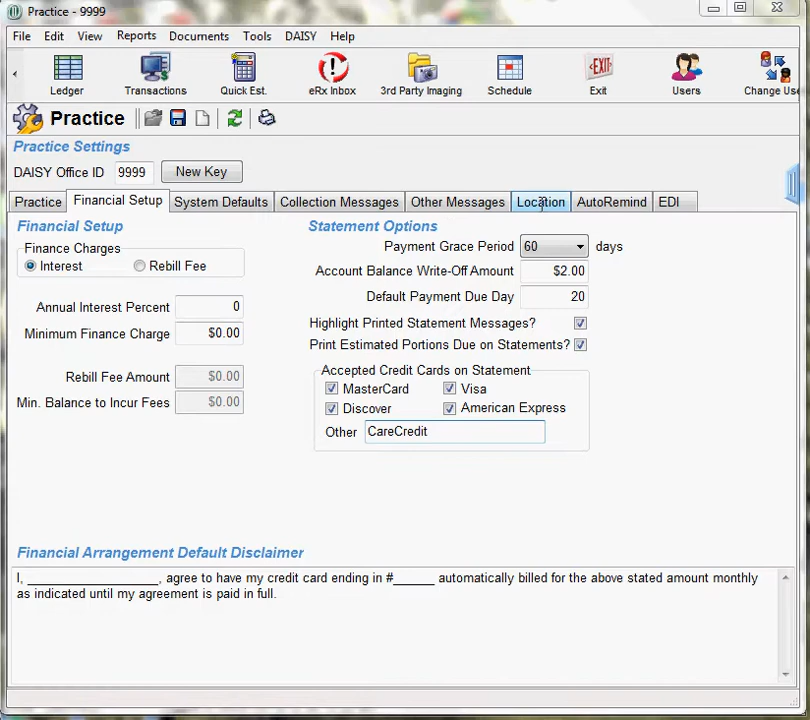 Practice - 9999
File Edit View Reports Documents Tools DAISY Help
Ledger Transactions Quick Est. eRx Inbox 3rd Party Imaging Schedule Exit Users Change Use
EXIT
Practice
Practice Settings
DAISY Office ID 9999 New Key
Practice Financial Setup System Defaults Collection Messages Other Messages Location AutoRemind EDI
Financial Setup
Finance Charges
Interest Rebill Fee
Annual Interest Percent 0
Minimum Finance Charge $0.00
Rebill Fee Amount $0.00
Min. Balance to Incur Fees $0.00
Statement Options
Payment Grace Period 60 days
Account Balance Write-Off Amount $2.00
Default Payment Due Day 20
Highlight Printed Statement Messages?
Print Estimated Portions Due on Statements?
Accepted Credit Cards on Statement
MasterCard Visa
Discover American Express
Other CareCredit
Financial Arrangement Default Disclaimer
I, ____________________, agree to have my credit card ending in #______ automatically billed for the above stated amount monthly
as indicated until my agreement is paid in full.